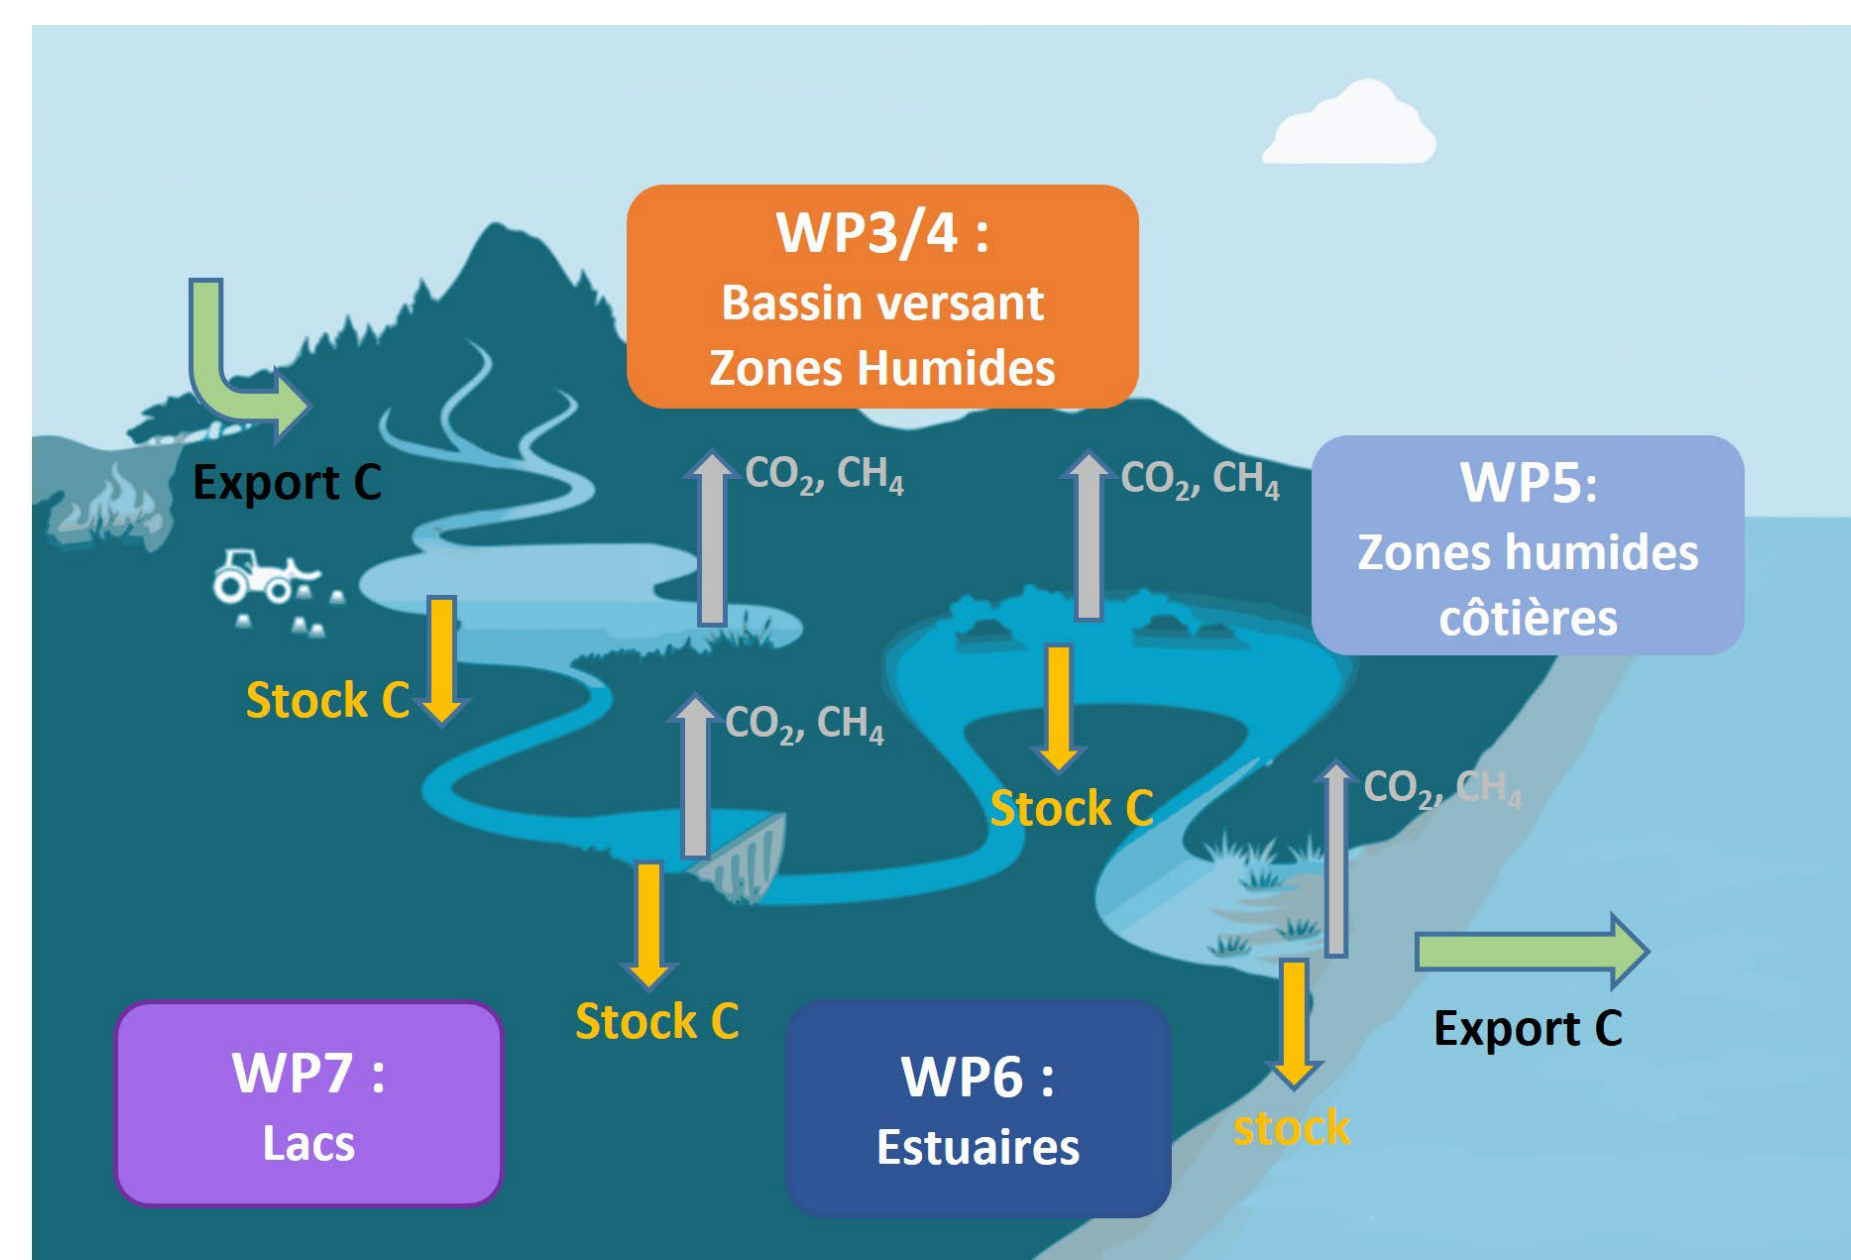 WP3/4 :
Bassin versant
Zones Humides
Export C
CO₂, CH₄
CO₂, CH₄
WP5:
Zones humides
côtières
Stock C
CO₂, CH₄
Stock C
CO₂, CH₄
Stock C
Export C
WP7 :
Lacs
WP6 :
Estuaires
stock